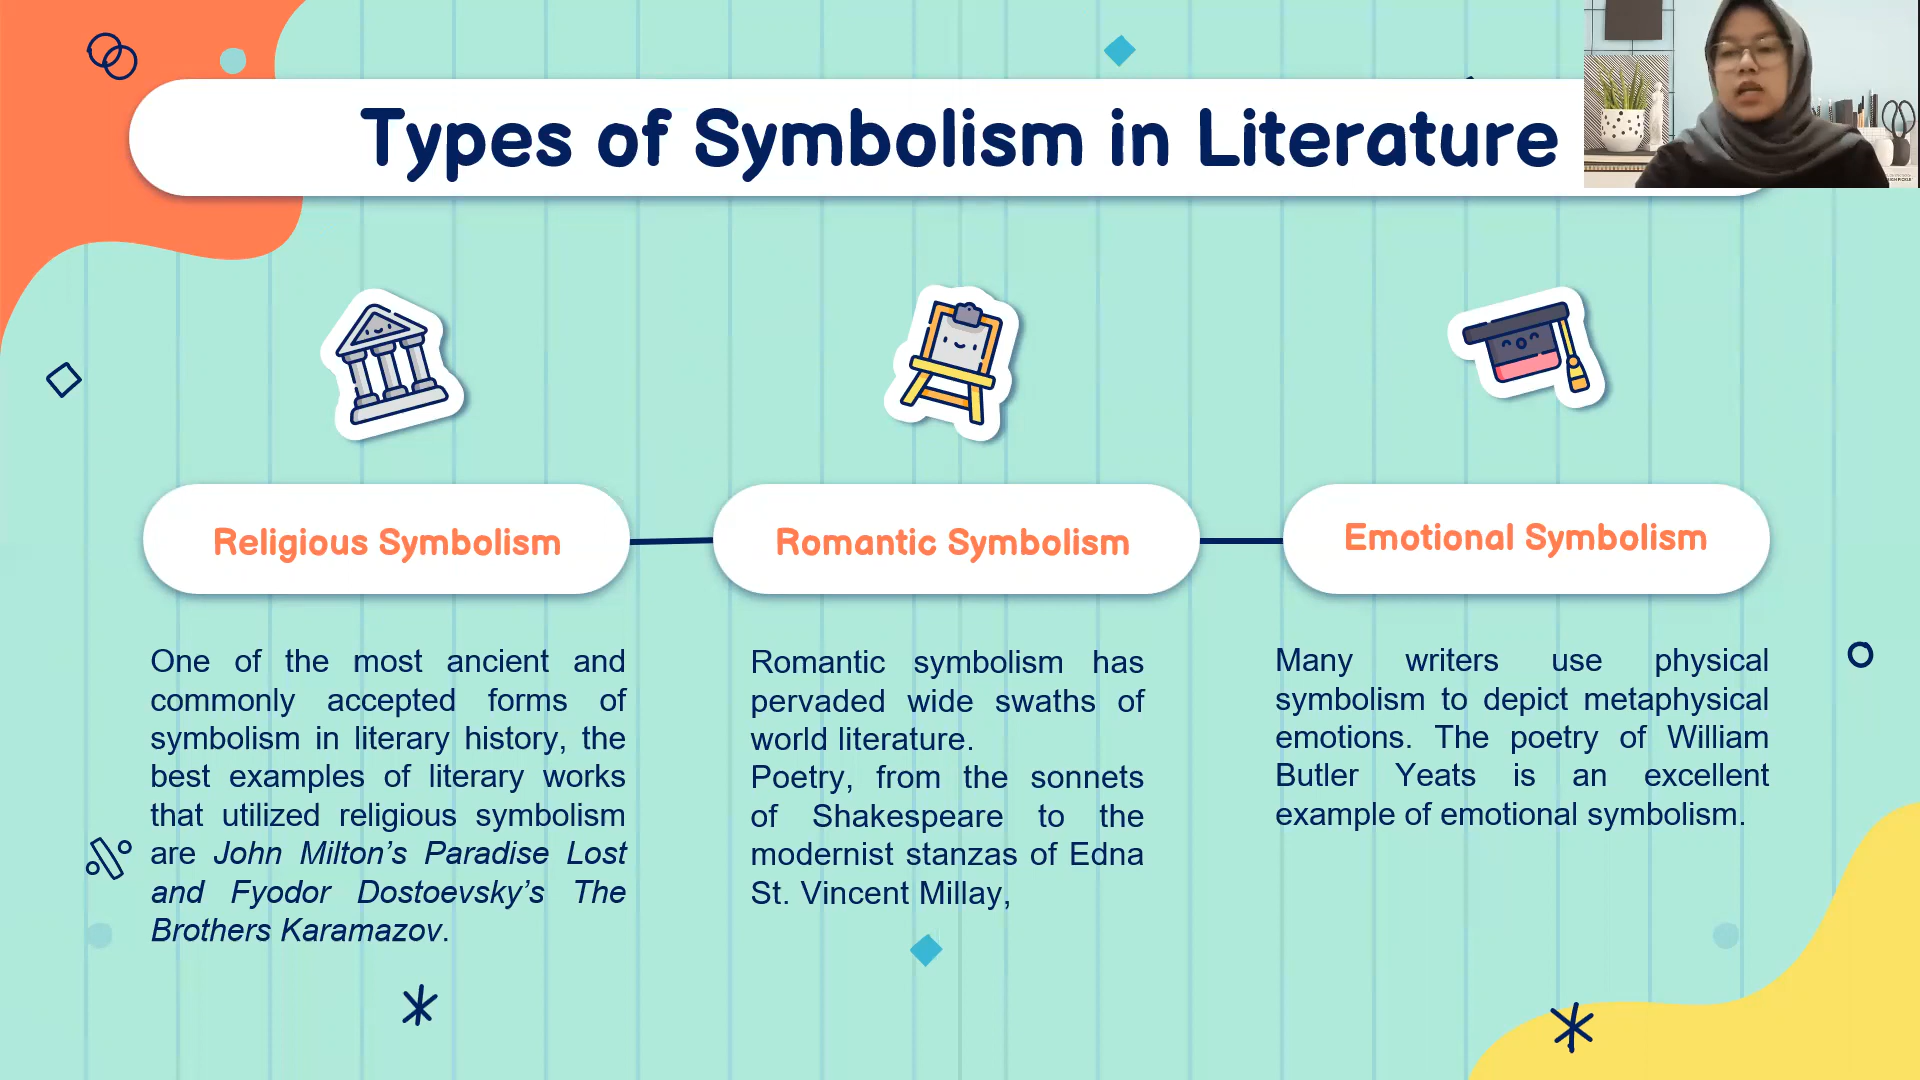 Types of Symbolism in Literature
Religious Symbolism
One of the most ancient and
commonly accepted forms of
symbolism in literary history, the
best examples of literary works
that utilized religious symbolism
are John Milton’s Paradise Lost
and Fyodor Dostoevsky’s The
Brothers Karamazov.
Romantic Symbolism
Romantic symbolism has
pervaded wide swaths of
world literature.
Poetry, from the sonnets
of Shakespeare to the
modernist stanzas of Edna
St. Vincent Millay,
Emotional Symbolism
Many writers use physical
symbolism to depict metaphysical
emotions. The poetry of William
Butler Yeats is an excellent
example of emotional symbolism.